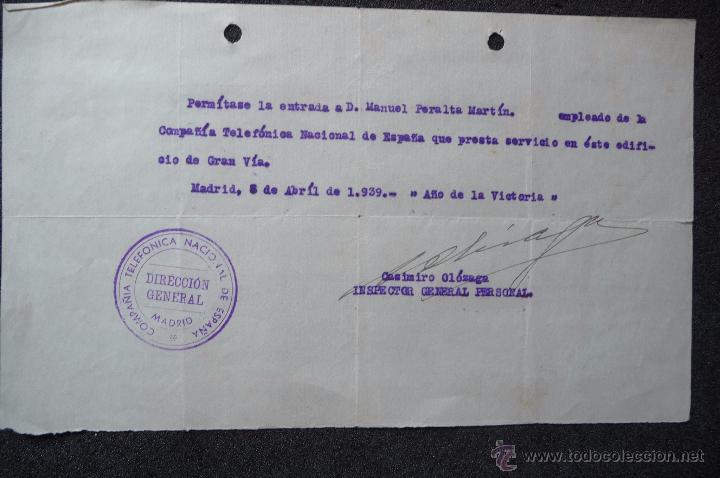 Permítase la entrada a D. Manuel Peralta Martín. empleado de la
Compañía Telefónica Nacional de España que presta servicio en éste edifi-
cio de Gran Vía.
Madrid, 8 de Abríl de 1.939.- " Año de la Victoria "
Casimiro Olózaga
INSPECTOR GENERAL PERSONAL.
COMPAÑIA TELEFONICA NACIONAL DE ESPAÑA
DIRECCIÓN
GENERAL
MADRID
todocoleccion
www.todocoleccion.net